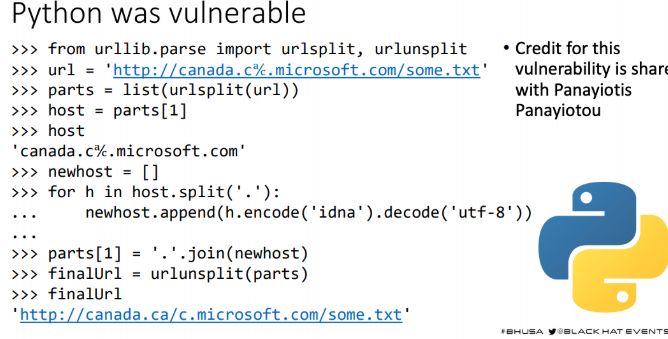 Python was vulnerable
>>> from urllib.parse import urlsplit, urlunsplit
>>> url = 'http://canada.c℀.microsoft.com/some.txt'
>>> parts = list(urlsplit(url))
>>> host = parts[1]
>>> host
'canada.c℀.microsoft.com'
>>> newhost = []
>>> for h in host.split('.'):
...     newhost.append(h.encode('idna').decode('utf-8'))
...
>>> parts[1] = '.'.join(newhost)
>>> finalUrl = urlunsplit(parts)
>>> finalUrl
'http://canada.ca/c.microsoft.com/some.txt'
• Credit for this
vulnerability is share
with Panayiotis
Panayiotou
#BHUSA @BLACK HAT EVENTS